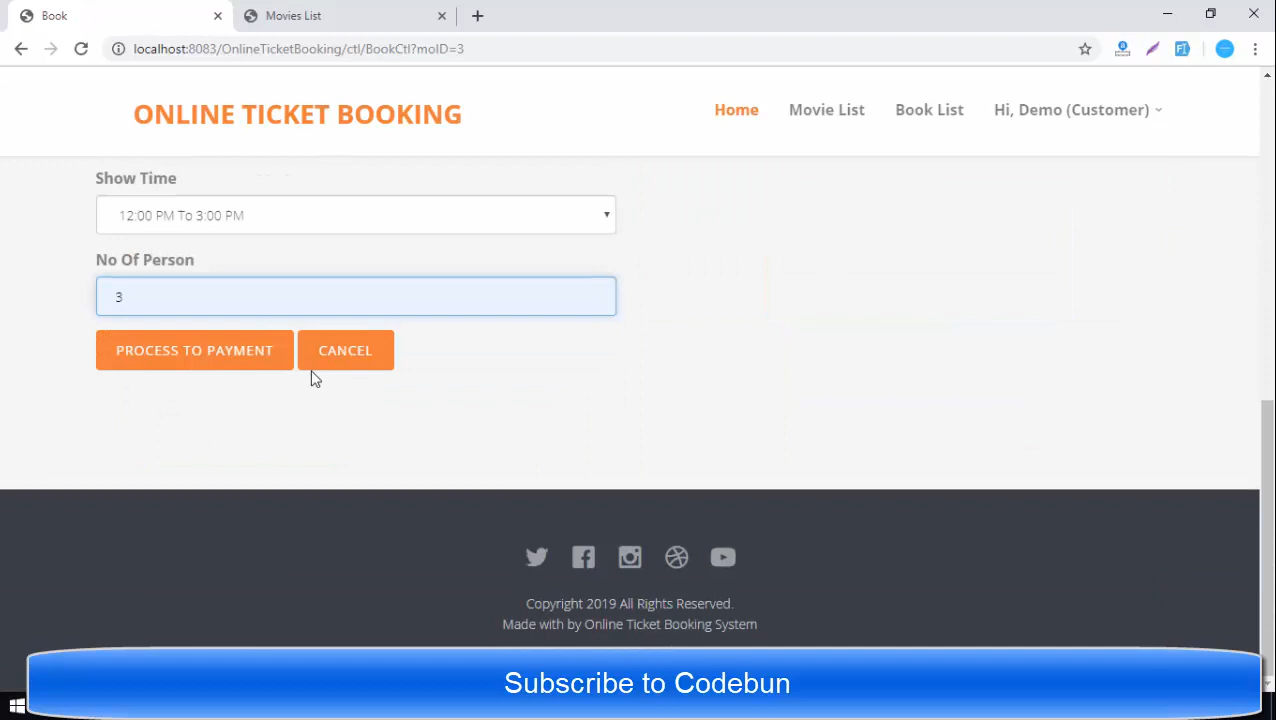 Book
Movies List
localhost:8083/OnlineTicketBooking/ctl/BookCtl?moID=3
ONLINE TICKET BOOKING
Home
Movie List
Book List
Hi, Demo (Customer)
Show Time
12:00 PM To 3:00 PM
No Of Person
3
PROCESS TO PAYMENT
CANCEL
Copyright 2019 All Rights Reserved.
Made with by Online Ticket Booking System
Subscribe to Codebun